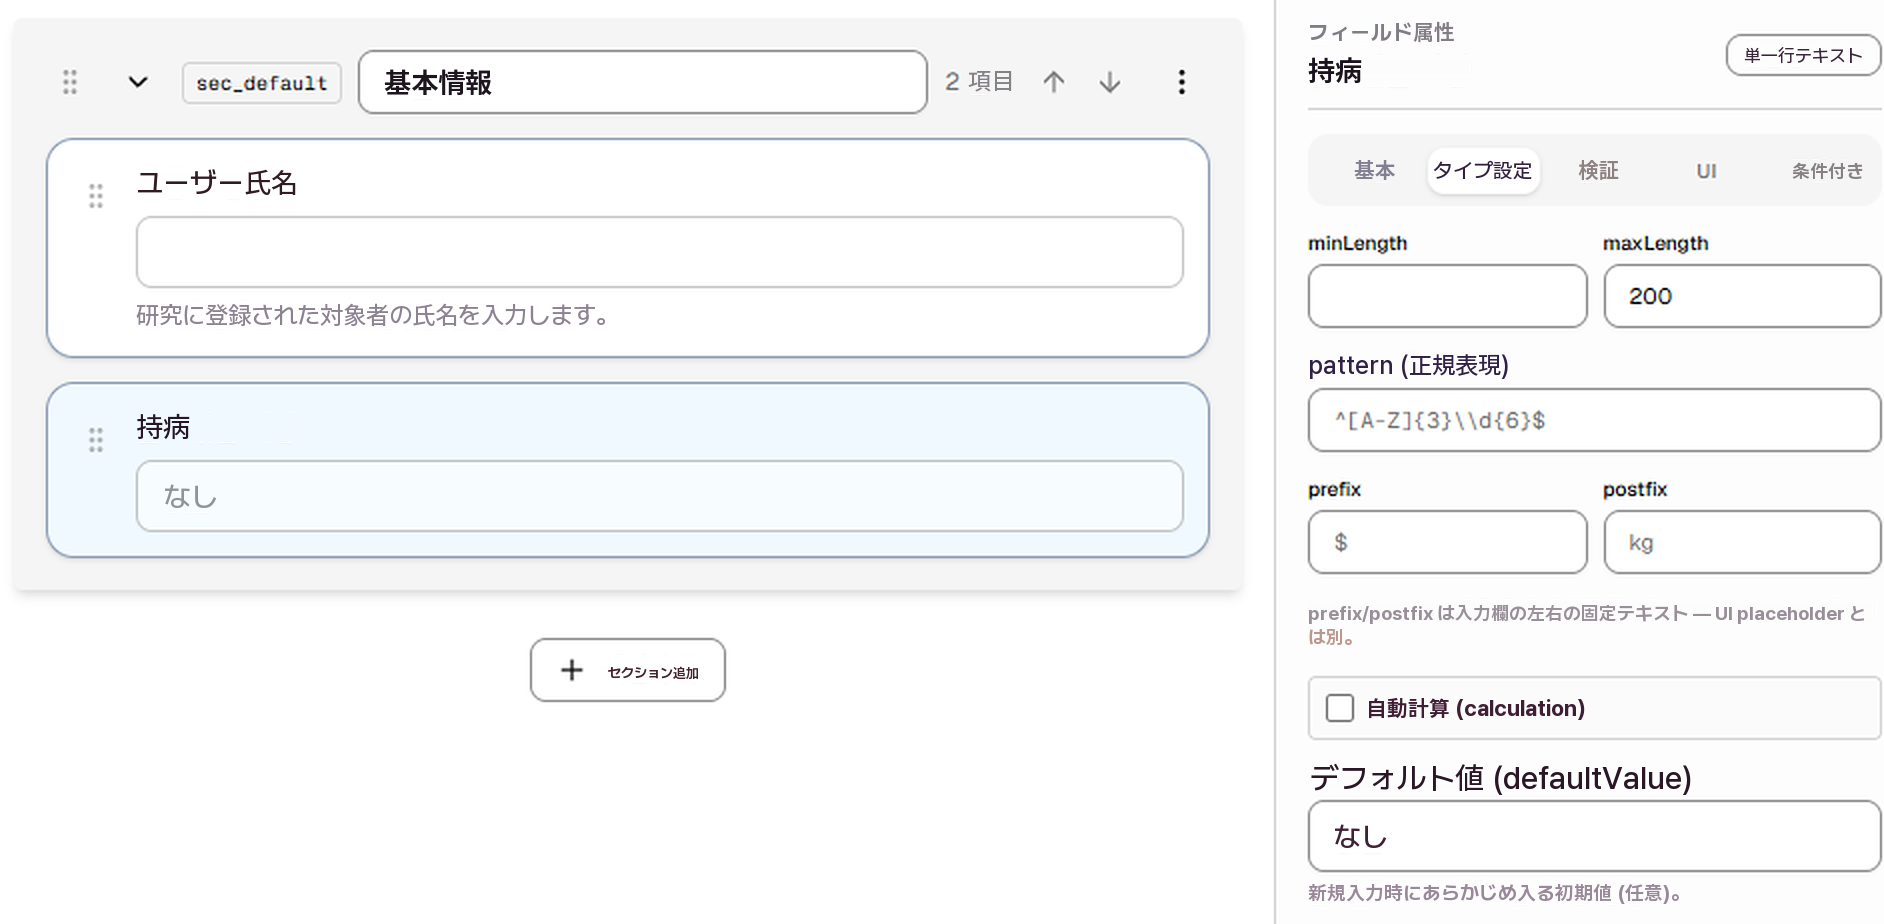 sec_default
基本情報
2 項目
ユーザー氏名
研究に登録された対象者の氏名を入力します。
持病
なし
セクション追加
フィールド属性
持病
単一行テキスト
基本 タイプ設定 検証 UI 条件付き
minLength maxLength
200
pattern (正規表現)
^[A-Z]{3}\\d{6}$
prefix postfix
$ kg
prefix/postfix は入力欄の左右の固定テキスト — UI placeholder と
は別。
自動計算 (calculation)
デフォルト値 (defaultValue)
なし
新規入力時にあらかじめ入る初期値 (任意)。